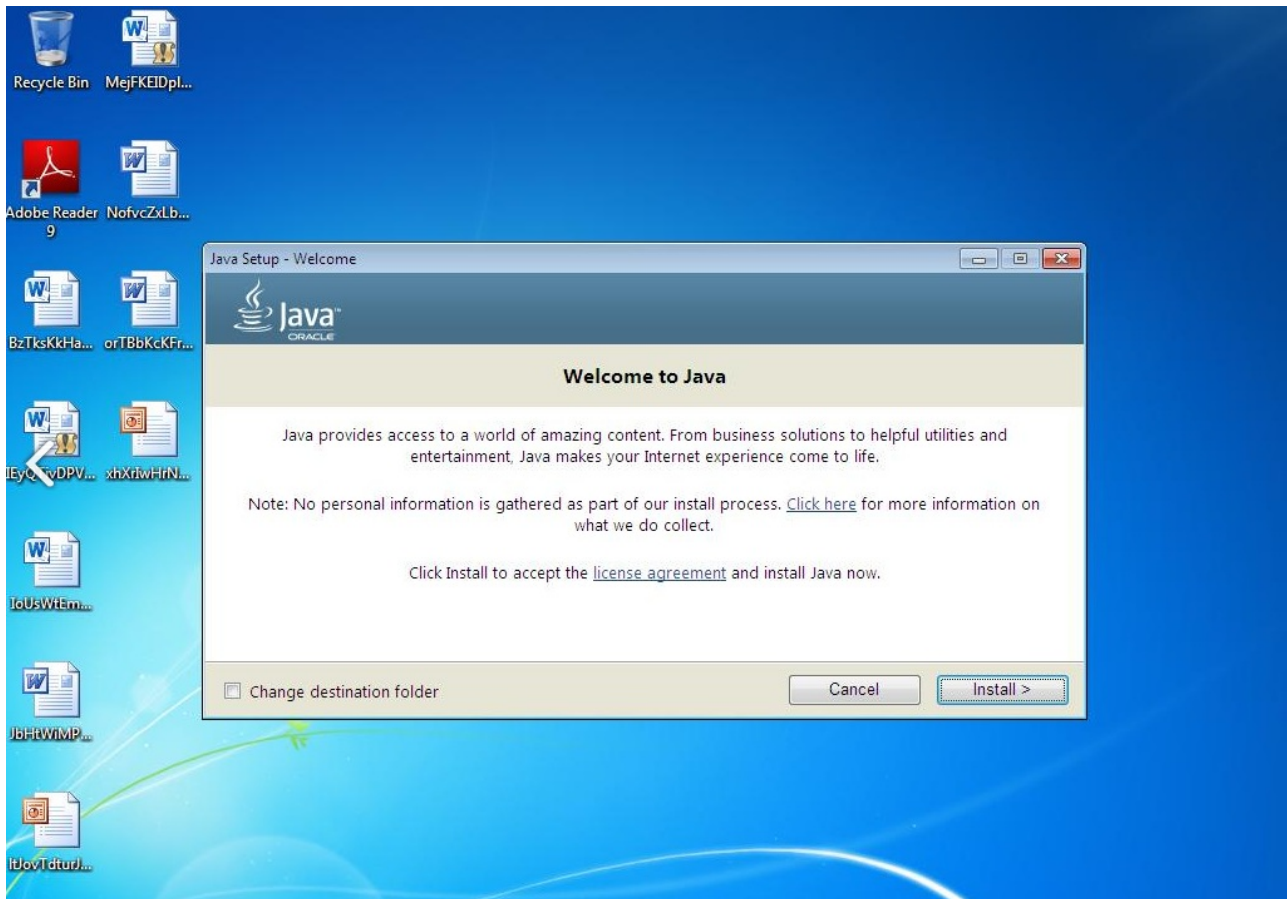 Recycle Bin
MejFKEIDpl...
Adobe Reader
9
NofvcZxLb...
BzTksKkHa...
orTBbKcKFr...
xhXrIwHrN...
IoUsWtEm...
JbHtWiMP...
ItJovTdturJ...
Java Setup - Welcome
Java™
ORACLE
Welcome to Java
Java provides access to a world of amazing content. From business solutions to helpful utilities and
entertainment, Java makes your Internet experience come to life.
Note: No personal information is gathered as part of our install process. Click here for more information on
what we do collect.
Click Install to accept the license agreement and install Java now.
Change destination folder
Cancel
Install >